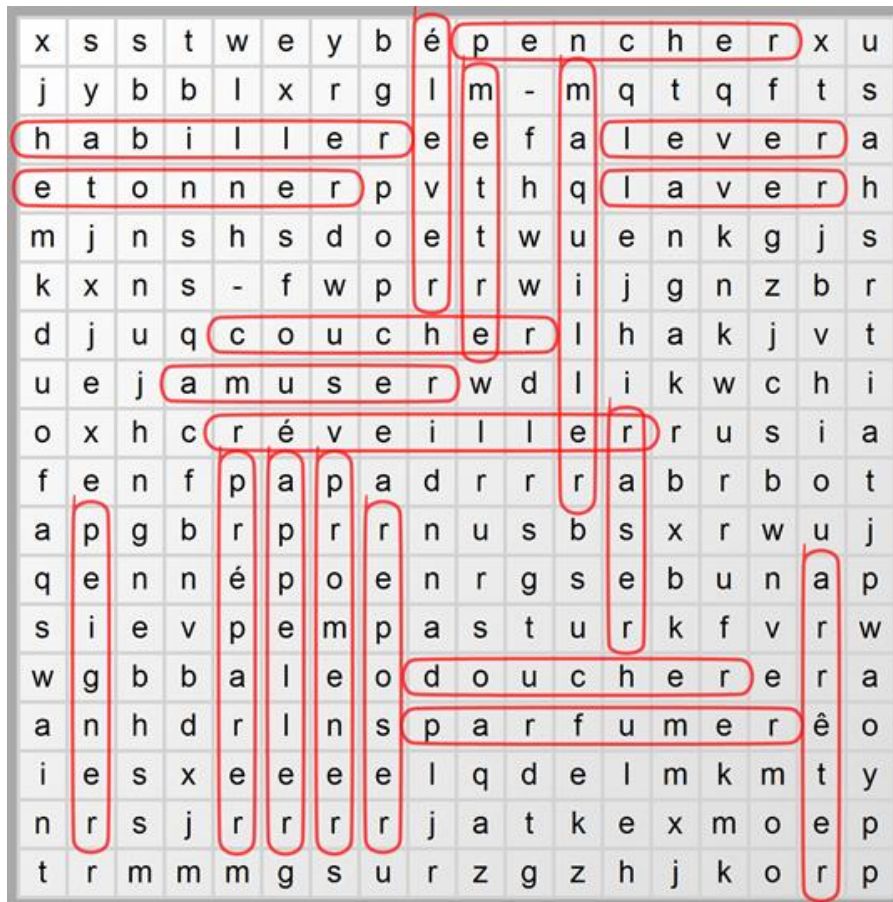 x s s t w e y b é p e n c h e r x u
j y b b l x r g l m - m q t q f t s
h a b i l l e r e e f a l e v e r a
e t o n n e r p v t h q l a v e r h
m j n s h s d o e t w u e n k g j s
k x n s - f w p r r w i j g n z b r
d j u q c o u c h e r l h a k j v t
u e j a m u s e r w d l i k w c h i
o x h c r é v e i l l e r r u s i a
f e n f p a p a d r r r a b r b o t
a p g b r p r r n u s b s x r w u j
q e n n é p o e n r g s e b u n a p
s i e v p e m p a s t u r k f v r w
w g b b a l e o d o u c h e r e r a
a n h d r l n s p a r f u m e r ê o
i e s x e e e e l q d e l m k m t y
n r s j r r r r j a t k e x m o e p
t r m m m g s u r z g z h j k o r p